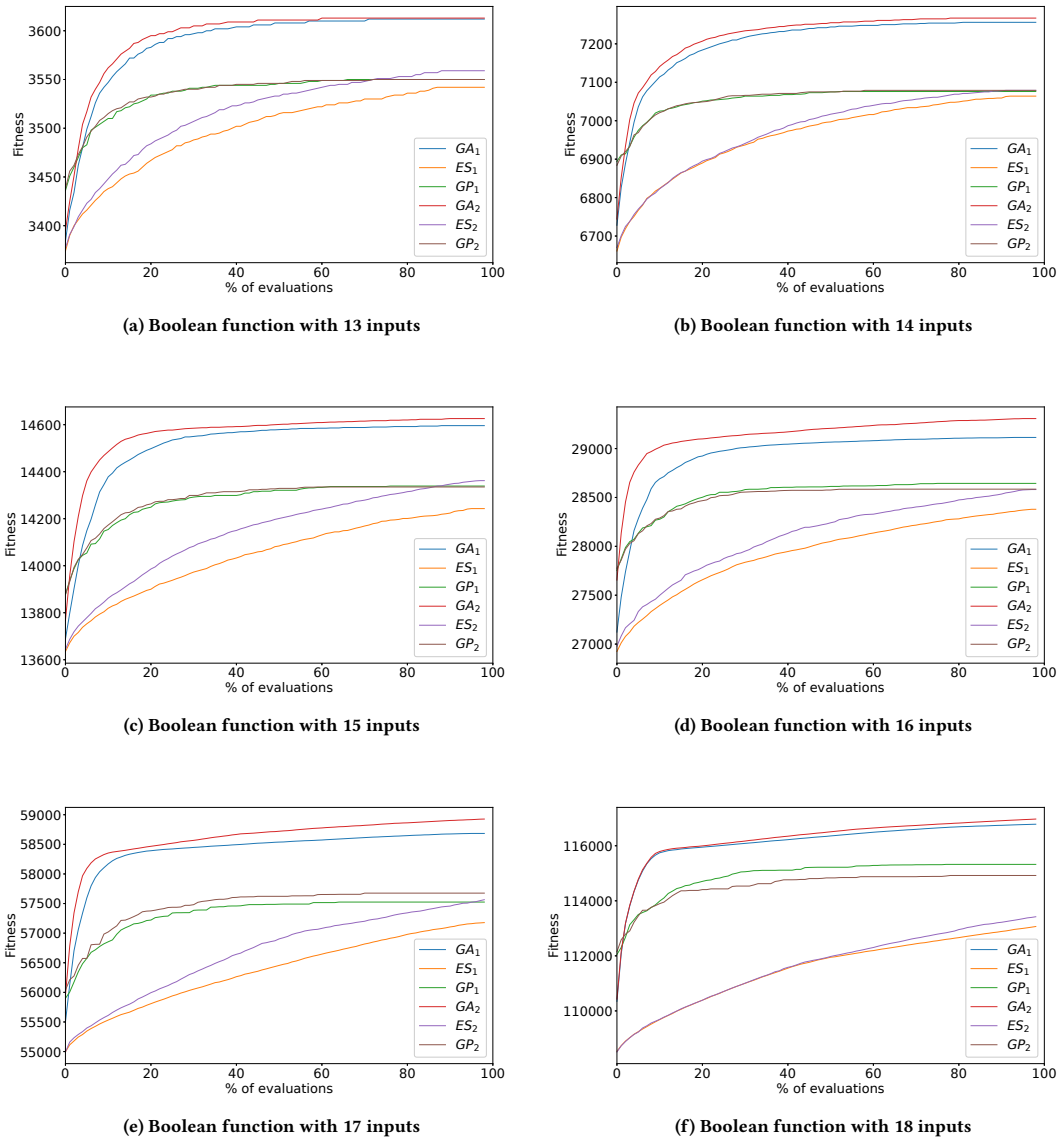 3600
3550
3500
3450
3400
Fitness
0 20 40 60 80 100
% of evaluations
GA1
ES1
GP1
GA2
ES2
GP2
(a) Boolean function with 13 inputs
7200
7100
7000
6900
6800
6700
Fitness
0 20 40 60 80 100
% of evaluations
GA1
ES1
GP1
GA2
ES2
GP2
(b) Boolean function with 14 inputs
14600
14400
14200
14000
13800
13600
Fitness
0 20 40 60 80 100
% of evaluations
GA1
ES1
GP1
GA2
ES2
GP2
(c) Boolean function with 15 inputs
29000
28500
28000
27500
27000
Fitness
0 20 40 60 80 100
% of evaluations
GA1
ES1
GP1
GA2
ES2
GP2
(d) Boolean function with 16 inputs
59000
58500
58000
57500
57000
56500
56000
55500
55000
Fitness
0 20 40 60 80 100
% of evaluations
GA1
ES1
GP1
GA2
ES2
GP2
(e) Boolean function with 17 inputs
116000
114000
112000
110000
Fitness
0 20 40 60 80 100
% of evaluations
GA1
ES1
GP1
GA2
ES2
GP2
(f) Boolean function with 18 inputs